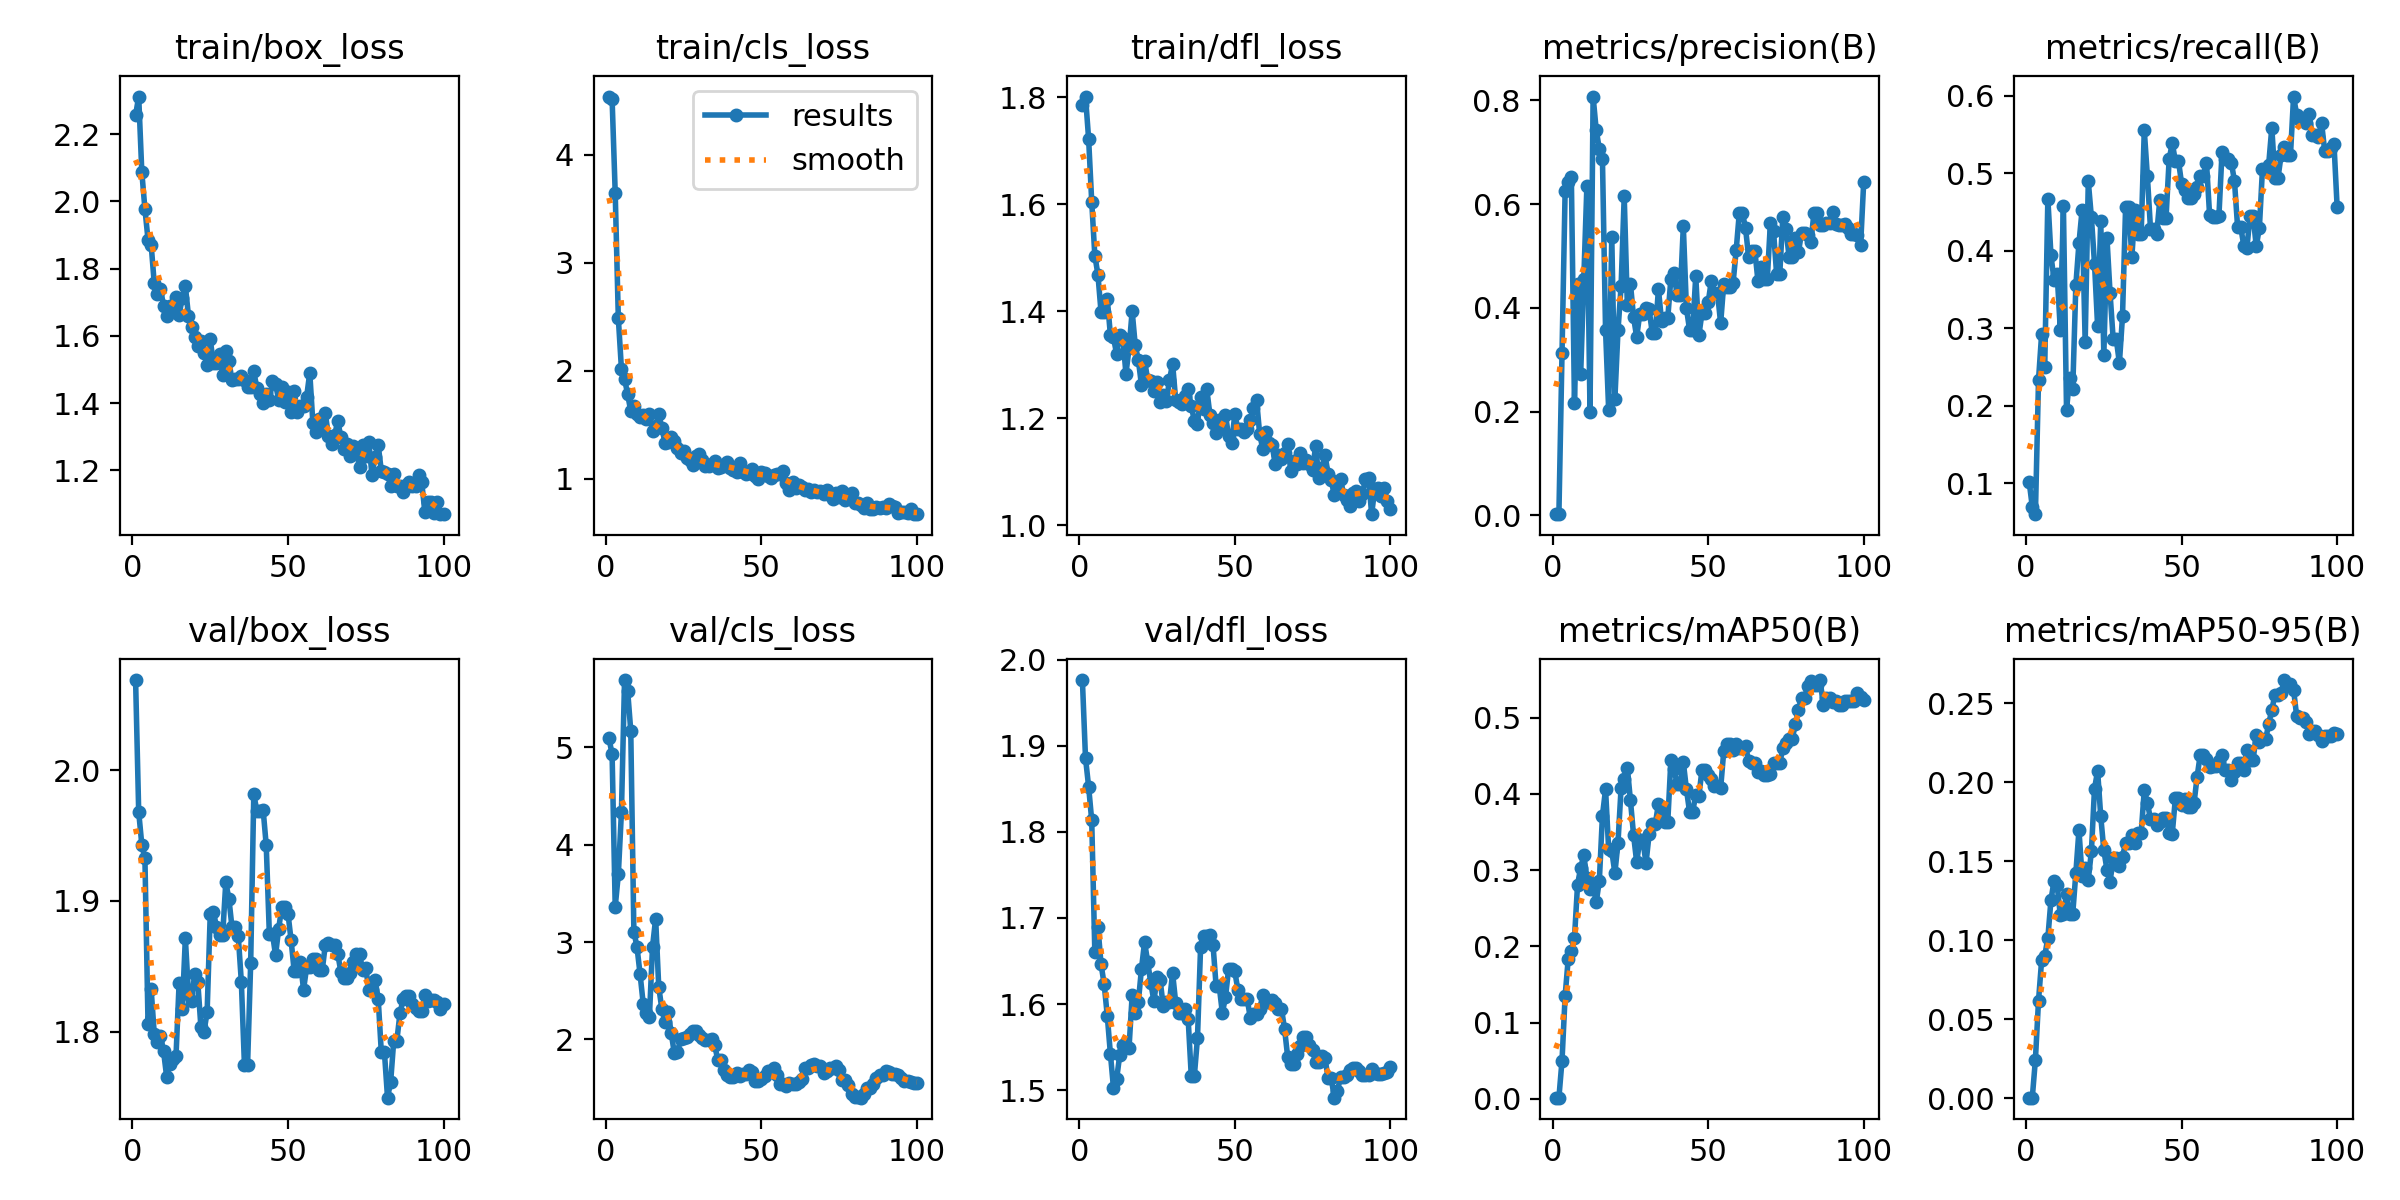 train/box_loss
2.2
2.0
1.8
1.6
1.4
1.2
0 50 100
train/cls_loss
results
smooth
4
3
2
1
0 50 100
train/dfl_loss
1.8
1.6
1.4
1.2
1.0
0 50 100
metrics/precision(B)
0.8
0.6
0.4
0.2
0.0
0 50 100
metrics/recall(B)
0.6
0.5
0.4
0.3
0.2
0.1
0 50 100
val/box_loss
2.0
1.9
1.8
0 50 100
val/cls_loss
5
4
3
2
0 50 100
val/dfl_loss
2.0
1.9
1.8
1.7
1.6
1.5
0 50 100
metrics/mAP50(B)
0.5
0.4
0.3
0.2
0.1
0.0
0 50 100
metrics/mAP50-95(B)
0.25
0.20
0.15
0.10
0.05
0.00
0 50 100